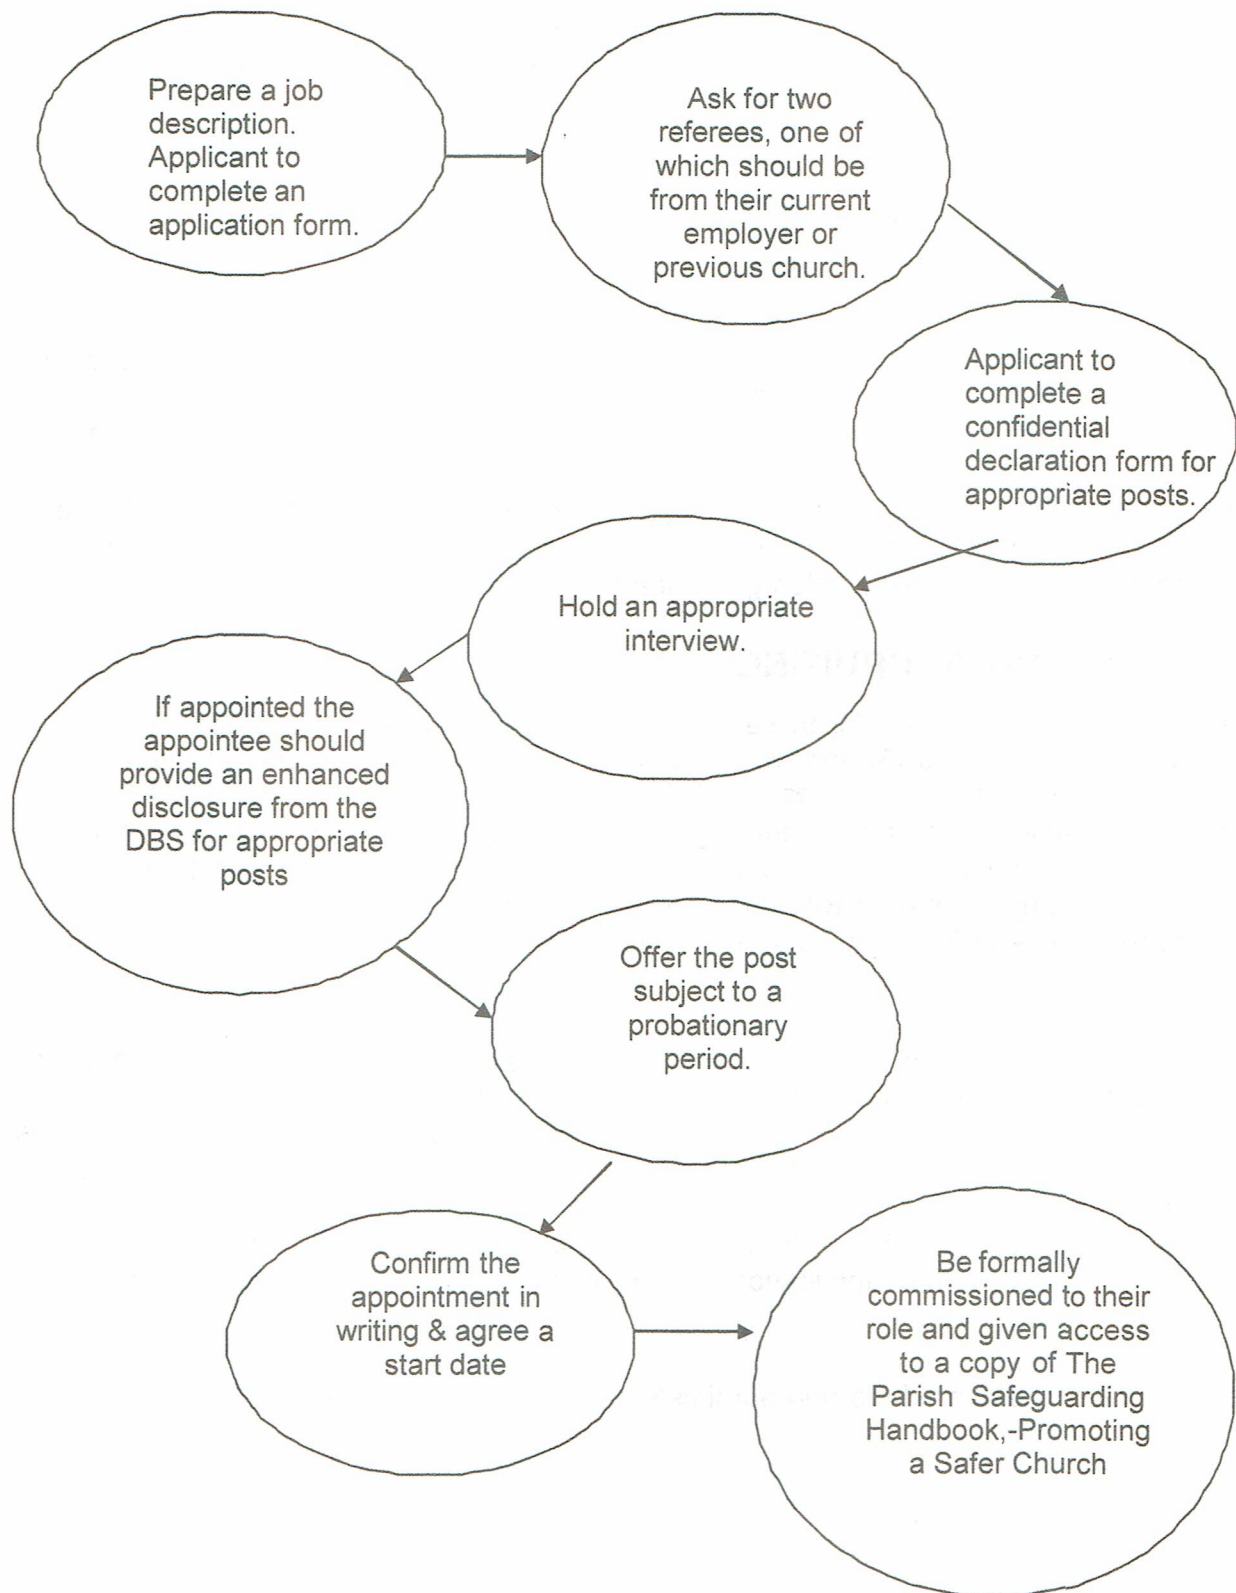 Prepare a job
description.
Applicant to
complete an
application form.
Ask for two
referees, one of
which should be
from their current
employer or
previous church.
Applicant to
complete a
confidential
declaration form for
appropriate posts.
Hold an appropriate
interview.
If appointed the
appointee should
provide an enhanced
disclosure from the
DBS for appropriate
posts
Offer the post
subject to a
probationary
period.
Confirm the
appointment in
writing & agree a
start date
Be formally
commissioned to their
role and given access
to a copy of The
Parish Safeguarding
Handbook,-Promoting
a Safer Church